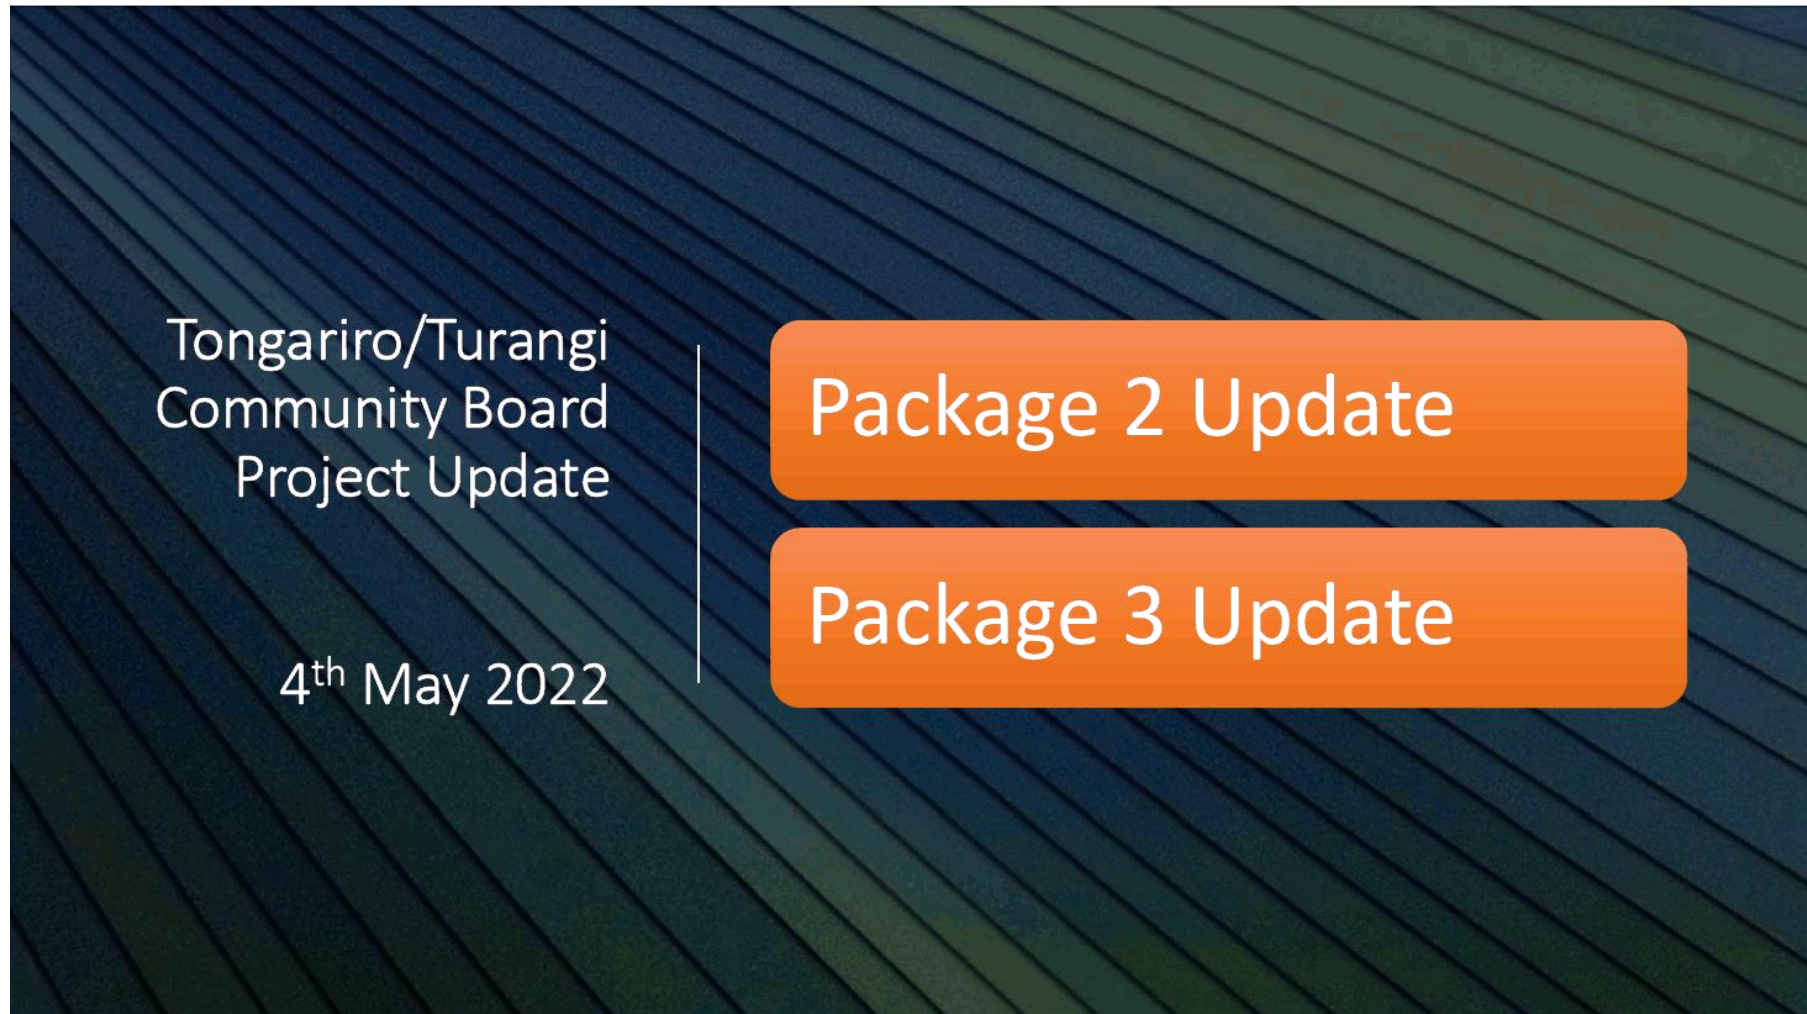 Tongariro/Turangi
Community Board
Project Update
4th May 2022
Package 2 Update
Package 3 Update